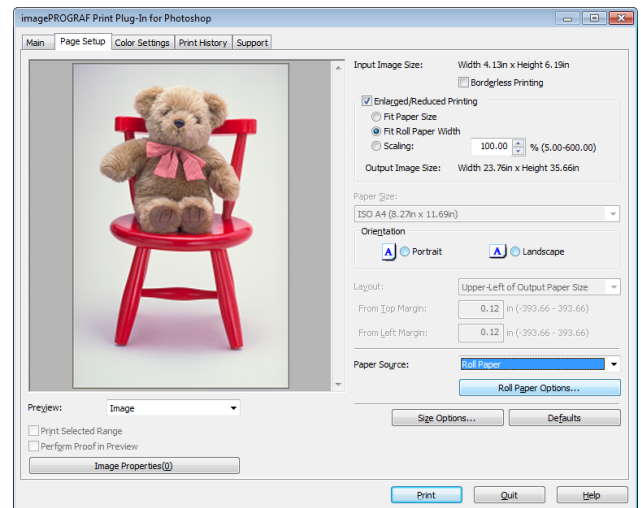 imagePROGRAF Print Plug-In for Photoshop
Main Page Setup Color Settings Print History Support
Input Image Size: Width 4.13in x Height 6.19in
Borderless Printing
Enlarged/Reduced Printing
Fit Paper Size
Fit Roll Paper Width
Scaling: 100.00 % (5.00-600.00)
Output Image Size: Width 23.76in x Height 35.66in
Paper Size:
ISO A4 (8.27in x 11.69in)
Orientation
A Portrait A Landscape
Layout: Upper-Left of Output Paper Size
From Top Margin: 0.12 in (-393.66 - 393.66)
From Left Margin: 0.12 in (-393.66 - 393.66)
Paper Source: Roll Paper
Roll Paper Options...
Preview: Image
Size Options... Defaults
Print Selected Range
Perform Proof in Preview
Image Properties(0)
Print Quit Help